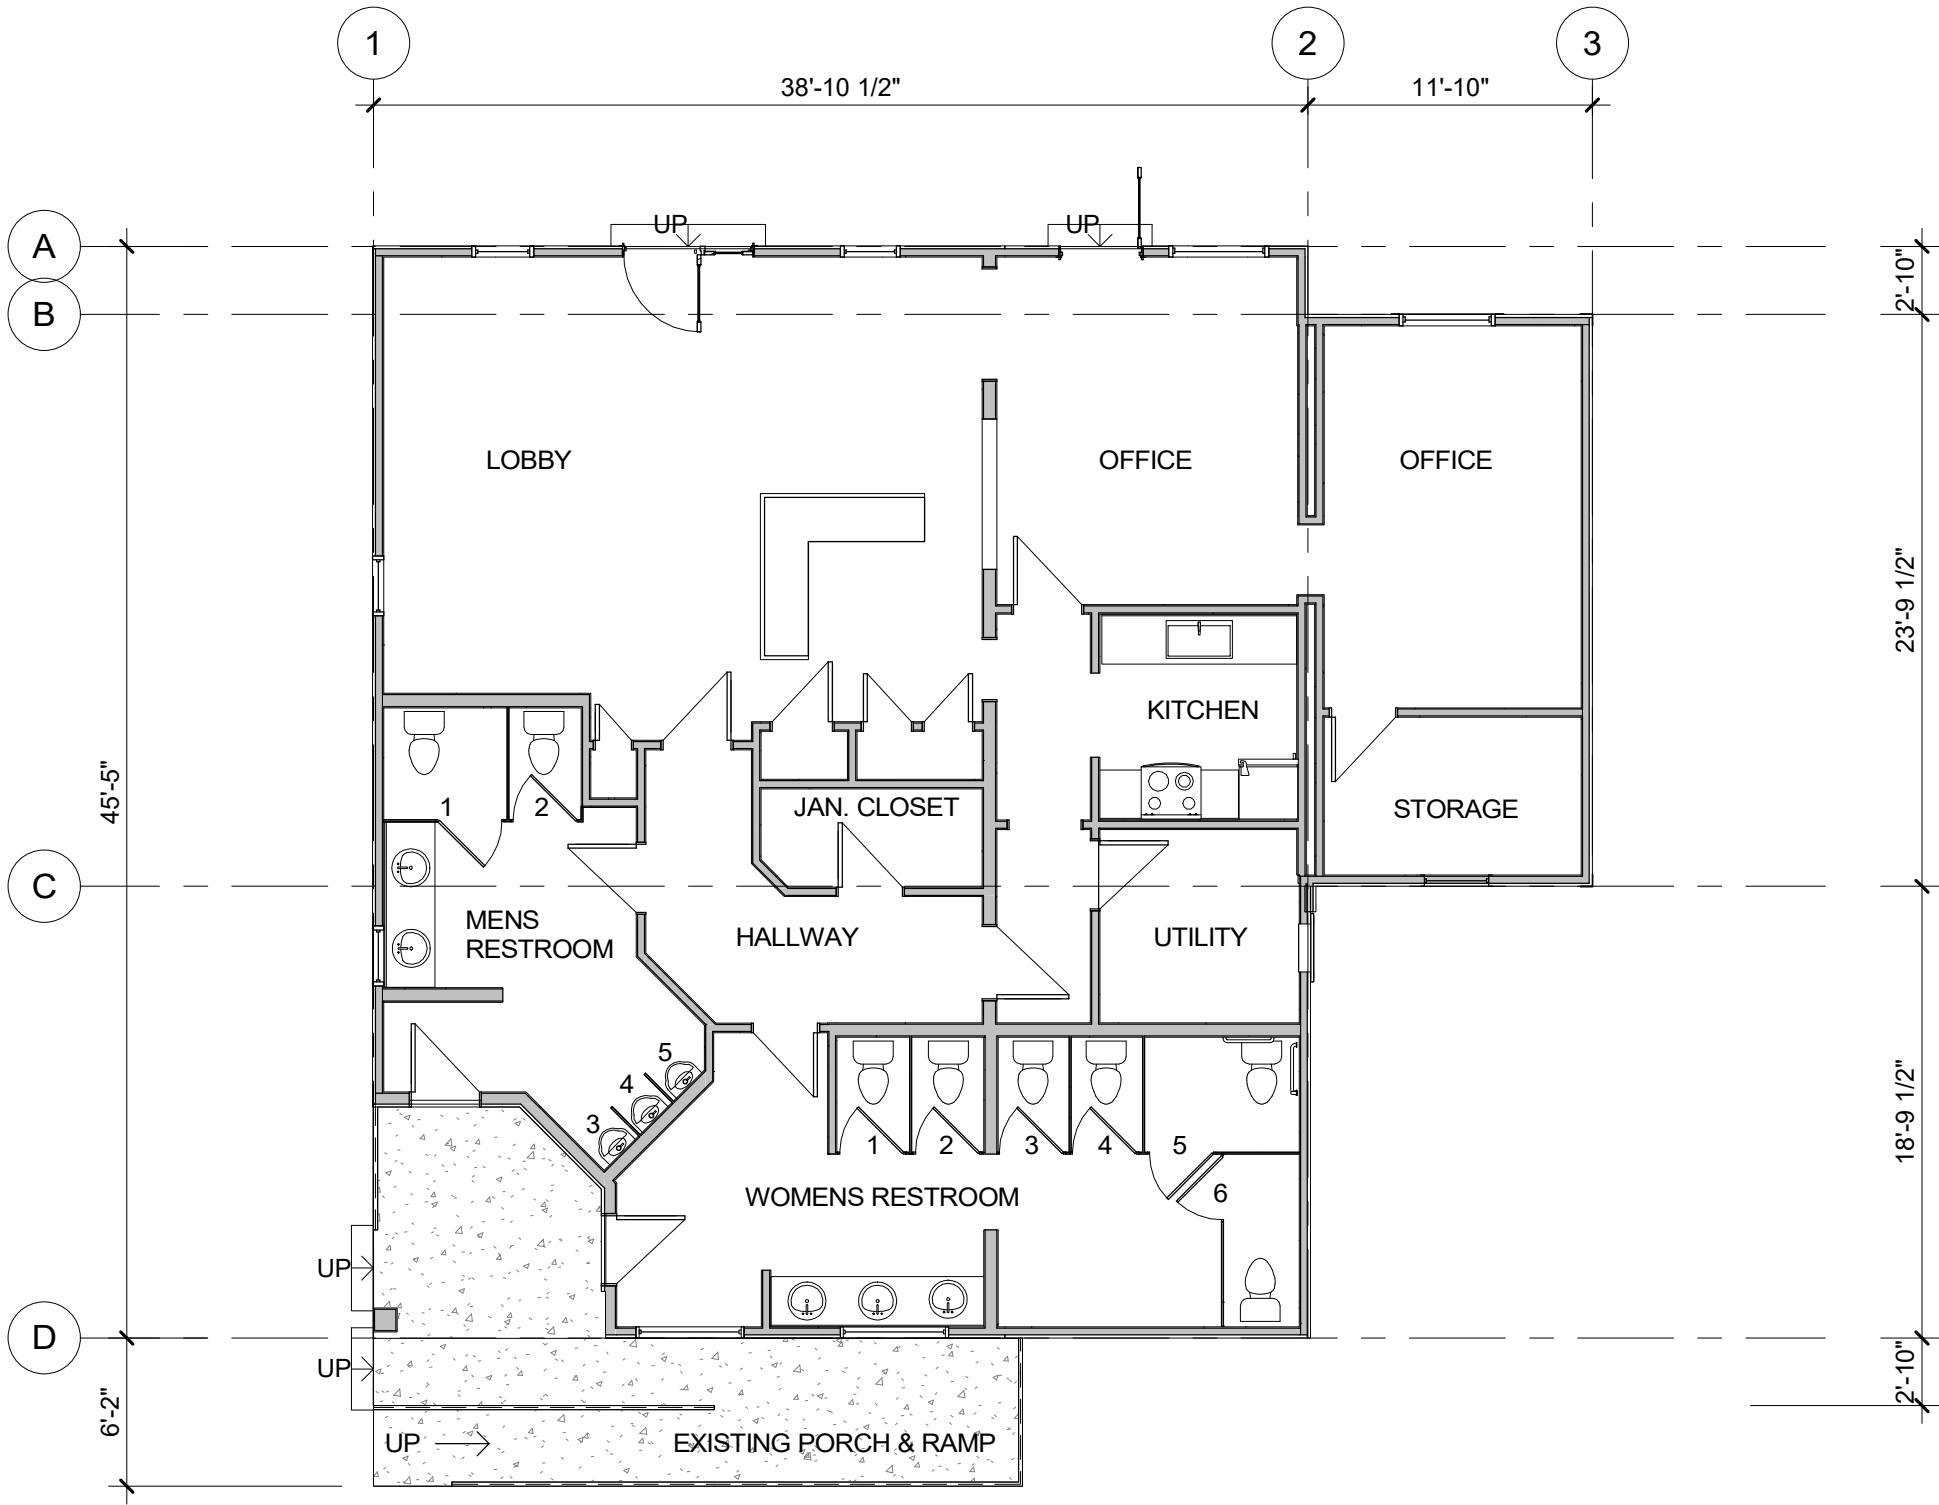 1
2
3
38'-10 1/2"
11'-10"
UP
UP
A
B
2'-10"
LOBBY
OFFICE
OFFICE
23'-9 1/2"
KITCHEN
45'-5"
1
2
JAN. CLOSET
STORAGE
C
MENS
RESTROOM
HALLWAY
UTILITY
5
4
3
1
2
3
4
5
6
18'-9 1/2"
WOMENS RESTROOM
UP
D
UP
2'-10"
6'-2"
UP
EXISTING PORCH & RAMP